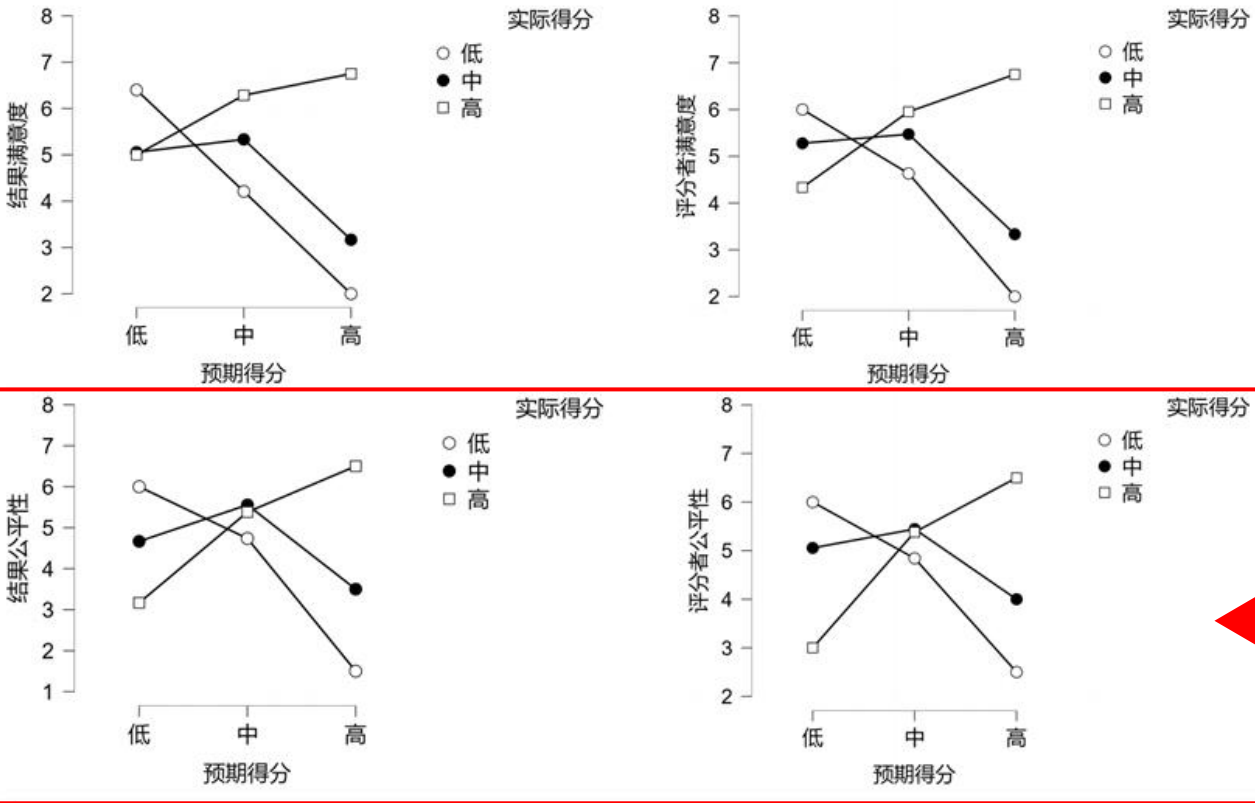 结果满意度
8
7
6
5
4
3
2
低
中
高
预期得分
实际得分
低
中
高
评分者满意度
8
7
6
5
4
3
2
低
中
高
预期得分
实际得分
低
中
高
结果公平性
8
7
6
5
4
3
2
1
低
中
高
预期得分
实际得分
低
中
高
评分者公平性
8
7
6
5
4
3
2
低
中
高
预期得分
实际得分
低
中
高